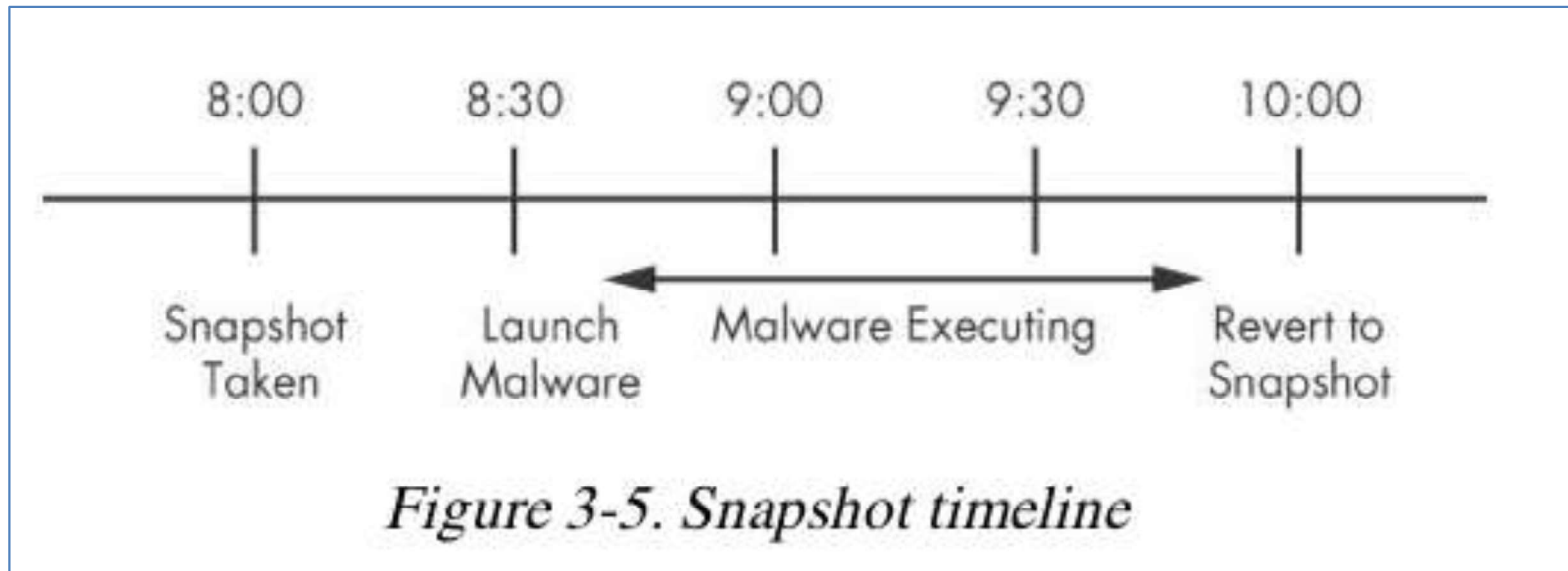 8:00 8:30 9:00 9:30 10:00
Snapshot Launch Malware Executing Revert to
Taken Malware Snapshot
Figure 3-5. Snapshot timeline